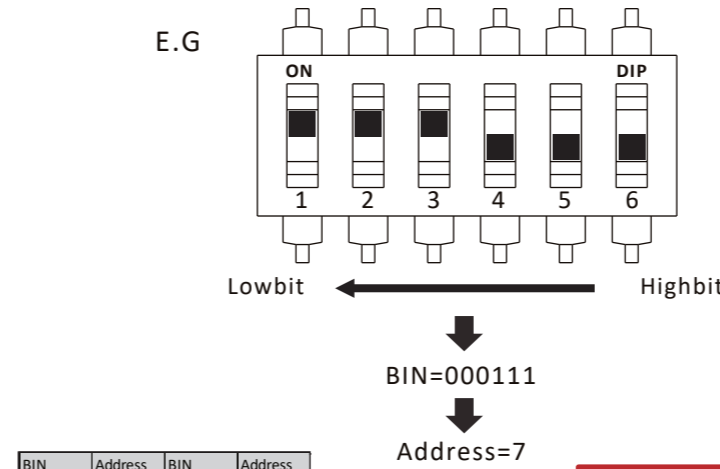 E.G
ON DIP
1 2 3 4 5 6
Lowbit Highbit
BIN=000111
Address=7
BIN Address BIN Address